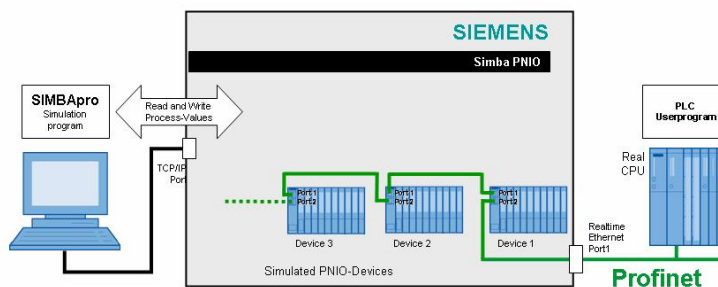 SIEMENS
Simba PNIO
SIMBApro
Simulation
program
Read and Write
Process-Values
PLC
Userprogram
TCP/IP
Port
Real
CPU
Port1
Port2
Port1
Port2
Port1
Port2
Device 3
Device 2
Device 1
Realtime
Ethernet
Port1
Simulated PNIO-Devices
Profinet